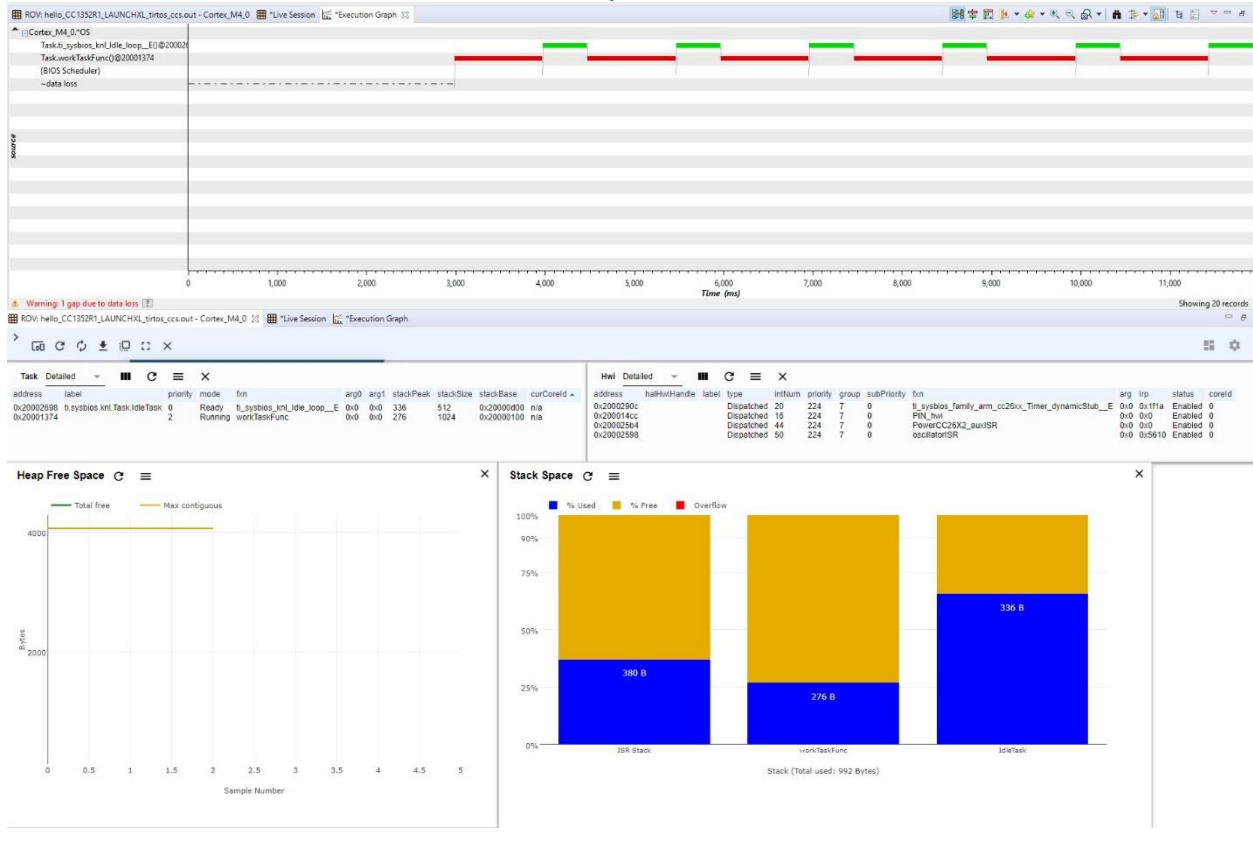 ROV: hello_CC1352R1_LAUNCHXL_tirtos_ccs.out - Cortex_M4_0 *Live Session *Execution Graph
Cortex_M4_0.*OS
Task.ti_sysbios_knl_Idle_loop__E()@20002
Task.workTaskFunc()@20001374
{BIOS Scheduler}
~data loss
source
0 1,000 2,000 3,000 4,000 5,000 6,000 7,000 8,000 9,000 10,000 11,000
Time (ms)
Warning: 1 gap due to data loss [?] Showing 20 records
ROV: hello_CC1352R1_LAUNCHXL_tirtos_ccs.out - Cortex_M4_0 *Live Session *Execution Graph
Task Detailed
address label priority mode fxn arg0 arg1 stackPeak stackSize stackBase curCoreId
0x20002698 ti.sysbios.knl.Task.IdleTask 0 Ready ti_sysbios_knl_Idle_loop__E 0x0 0x0 336 512 0x20000d00 n/a
0x20001374 2 Running workTaskFunc 0x0 0x0 276 1024 0x20000100 n/a
Hwi Detailed
address halHwiHandle label type intNum priority group subPriority fxn arg irp status coreId
0x2000290c Dispatched 20 224 7 0 ti_sysbios_family_arm_cc26xx_Timer_dynamicStub__E 0x0 0x1f1a Enabled 0
0x200014cc Dispatched 16 224 7 0 PIN_hwi 0x0 0x0 Enabled 0
0x200025b4 Dispatched 44 224 7 0 PowerCC26X2_auxISR 0x0 0x0 Enabled 0
0x20002598 Dispatched 50 224 7 0 oscillatorISR 0x0 0x5610 Enabled 0
Heap Free Space
Total free Max contiguous
4000
2000
Bytes
0 0.5 1 1.5 2 2.5 3 3.5 4 4.5 5
Sample Number
Stack Space
% Used % Free Overflow
100%
90%
75%
50%
25%
0%
380 B
276 B
336 B
ISR Stack workTaskFunc IdleTask
Stack (Total used: 992 Bytes)